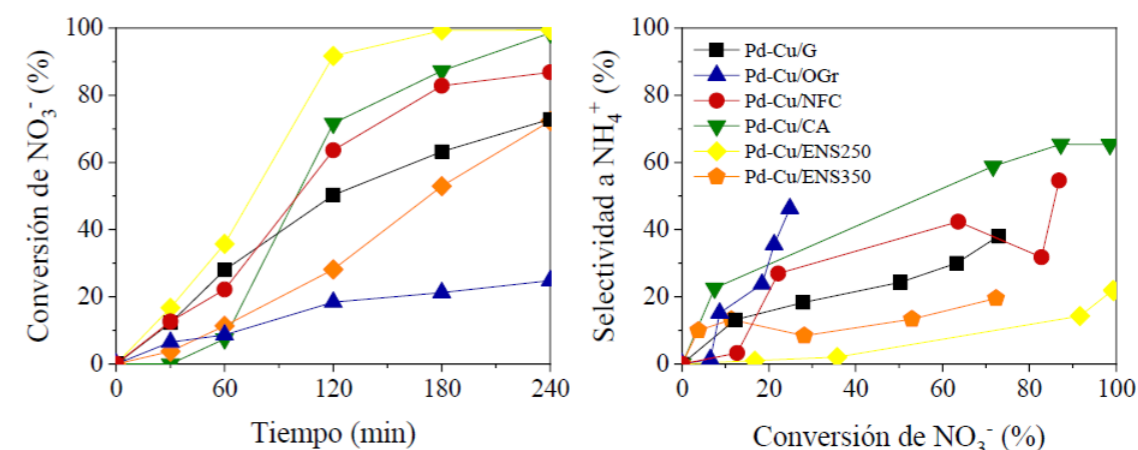 100
80
60
40
20
0
Conversión de NO₃⁻ (%)
0 60 120 180 240
Tiempo (min)
100
80
60
40
20
0
Selectividad a NH₄⁺ (%)
Pd-Cu/G
Pd-Cu/OGr
Pd-Cu/NFC
Pd-Cu/CA
Pd-Cu/ENS250
Pd-Cu/ENS350
0 20 40 60 80 100
Conversión de NO₃⁻ (%)